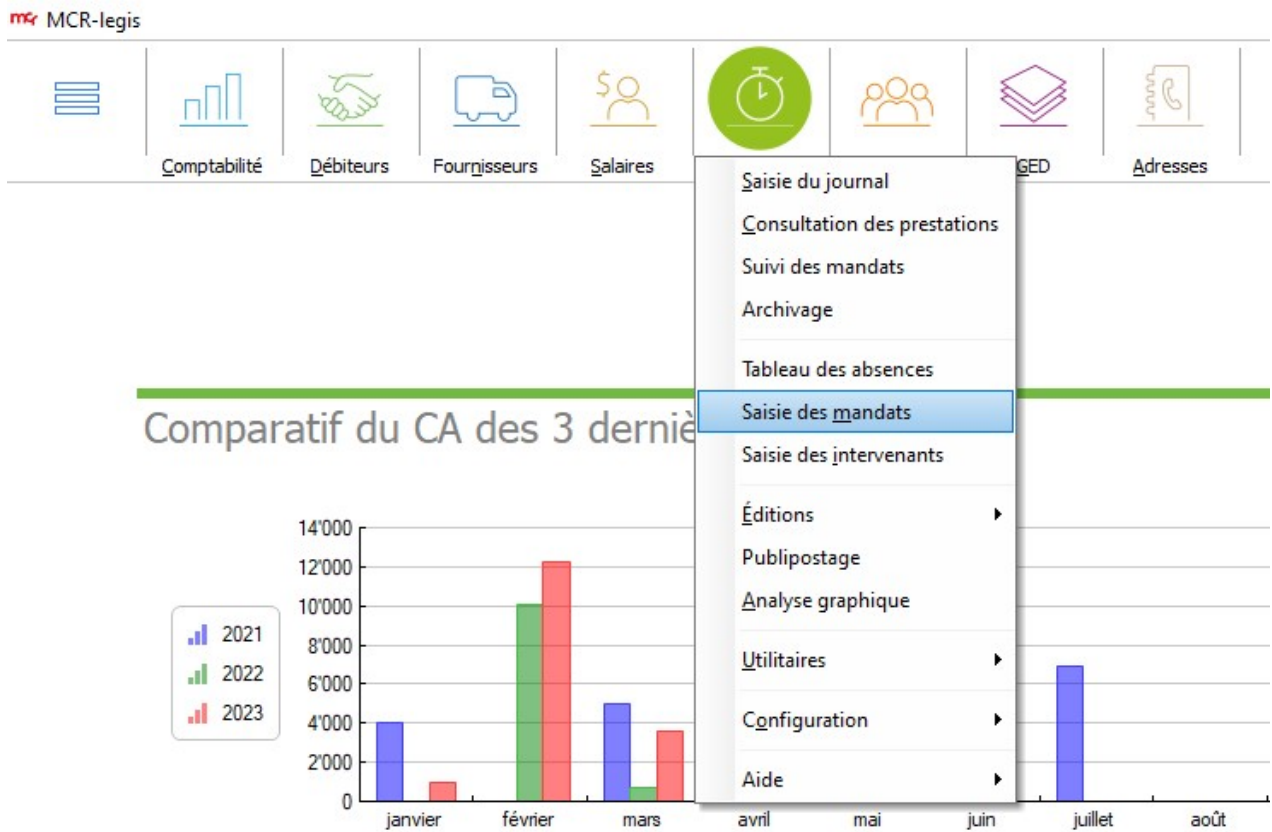 mcr MCR-legis
Comptabilité
Débiteurs
Fournisseurs
Salaires
GED
Adresses
Saisie du journal
Consultation des prestations
Suivi des mandats
Archivage
Tableau des absences
Saisie des mandats
Saisie des intervenants
Éditions
Publipostage
Analyse graphique
Utilitaires
Configuration
Aide
Comparatif du CA des 3 derniè
14'000
12'000
10'000
8'000
6'000
4'000
2'000
0
2021
2022
2023
janvier
février
mars
avril
mai
juin
juillet
août